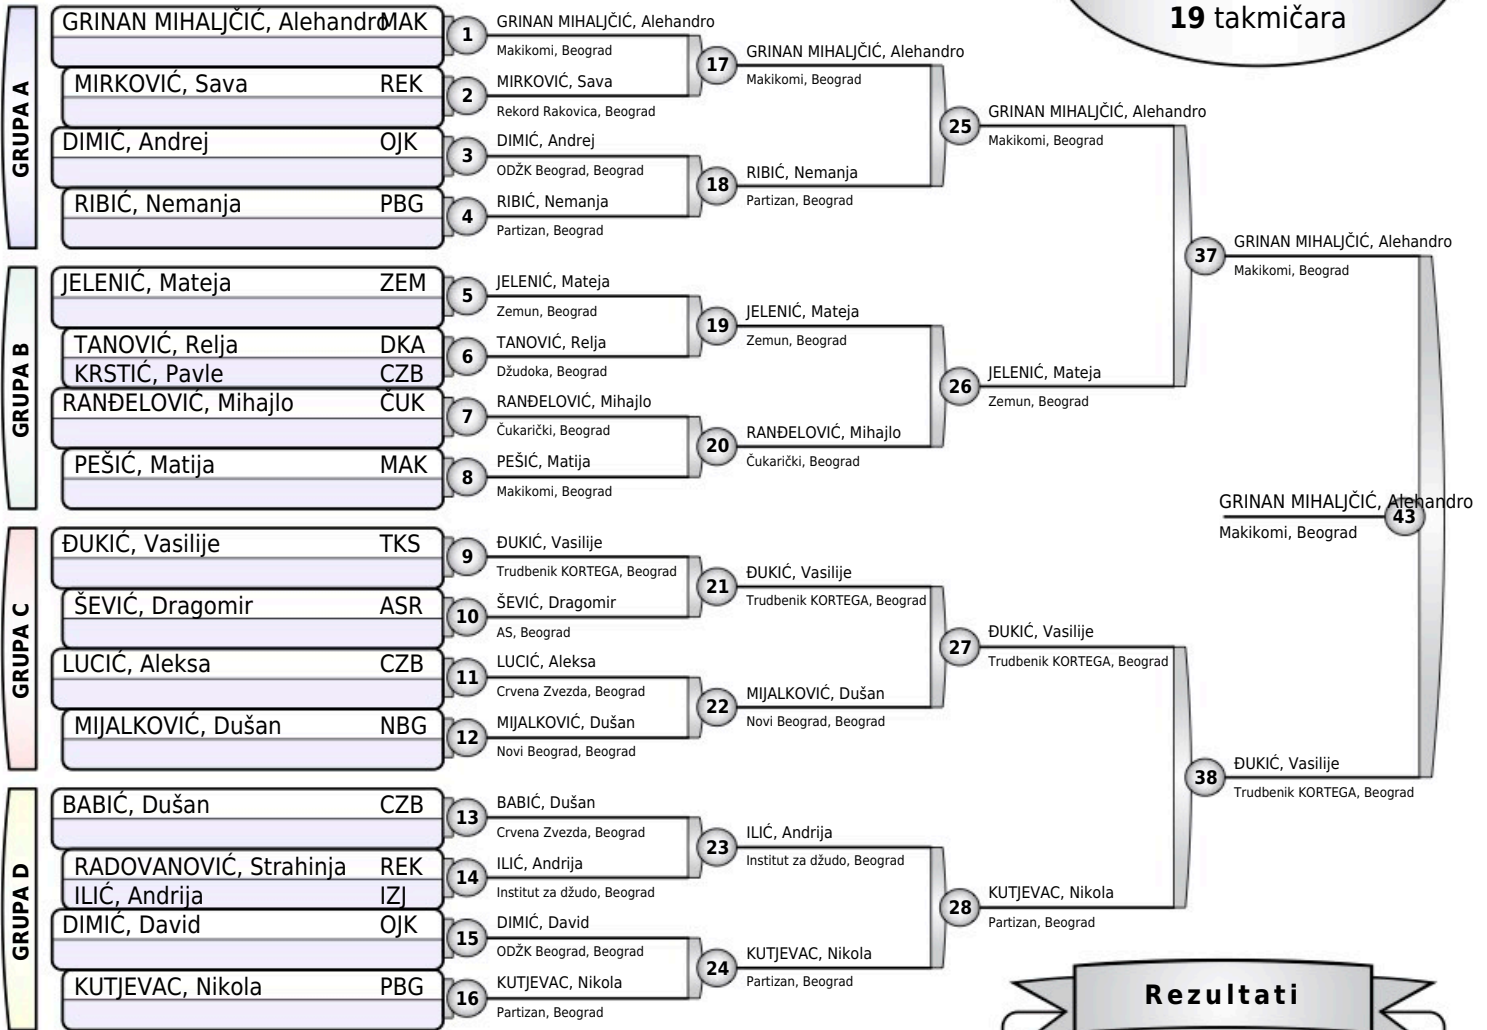 19 takmičara
GRUPA A
GRINAN MIHALJČIĆ, Alehandro MAK
MIRKOVIĆ, Sava REK
DIMIĆ, Andrej OJK
RIBIĆ, Nemanja PBG
GRUPA B
JELENIĆ, Mateja ZEM
TANOVIĆ, Relja DKA
KRSTIĆ, Pavle CZB
RANĐELOVIĆ, Mihajlo ČUK
PEŠIĆ, Matija MAK
GRUPA C
ĐUKIĆ, Vasilije TKS
ŠEVIĆ, Dragomir ASR
LUCIĆ, Aleksa CZB
MIJALKOVIĆ, Dušan NBG
GRUPA D
BABIĆ, Dušan CZB
RADOVANOVIĆ, Strahinja REK
ILIĆ, Andrija IZJ
DIMIĆ, David OJK
KUTJEVAC, Nikola PBG
1
GRINAN MIHALJČIĆ, Alehandro
Makikomi, Beograd
2
MIRKOVIĆ, Sava
Rekord Rakovica, Beograd
3
DIMIĆ, Andrej
ODŽK Beograd, Beograd
4
RIBIĆ, Nemanja
Partizan, Beograd
5
JELENIĆ, Mateja
Zemun, Beograd
6
TANOVIĆ, Relja
Džudoka, Beograd
7
RANĐELOVIĆ, Mihajlo
Čukarički, Beograd
8
PEŠIĆ, Matija
Makikomi, Beograd
9
ĐUKIĆ, Vasilije
Trudbenik KORTEGA, Beograd
10
ŠEVIĆ, Dragomir
AS, Beograd
11
LUCIĆ, Aleksa
Crvena Zvezda, Beograd
12
MIJALKOVIĆ, Dušan
Novi Beograd, Beograd
13
BABIĆ, Dušan
Crvena Zvezda, Beograd
14
ILIĆ, Andrija
Institut za džudo, Beograd
15
DIMIĆ, David
ODŽK Beograd, Beograd
16
KUTJEVAC, Nikola
Partizan, Beograd
17
GRINAN MIHALJČIĆ, Alehandro
Makikomi, Beograd
18
RIBIĆ, Nemanja
Partizan, Beograd
19
JELENIĆ, Mateja
Zemun, Beograd
20
RANĐELOVIĆ, Mihajlo
Čukarički, Beograd
21
ĐUKIĆ, Vasilije
Trudbenik KORTEGA, Beograd
22
MIJALKOVIĆ, Dušan
Novi Beograd, Beograd
23
ILIĆ, Andrija
Institut za džudo, Beograd
24
KUTJEVAC, Nikola
Partizan, Beograd
25
GRINAN MIHALJČIĆ, Alehandro
Makikomi, Beograd
26
JELENIĆ, Mateja
Zemun, Beograd
27
ĐUKIĆ, Vasilije
Trudbenik KORTEGA, Beograd
28
KUTJEVAC, Nikola
Partizan, Beograd
37
GRINAN MIHALJČIĆ, Alehandro
Makikomi, Beograd
38
ĐUKIĆ, Vasilije
Trudbenik KORTEGA, Beograd
GRINAN MIHALJČIĆ, Alehandro
43
Makikomi, Beograd
Rezultati